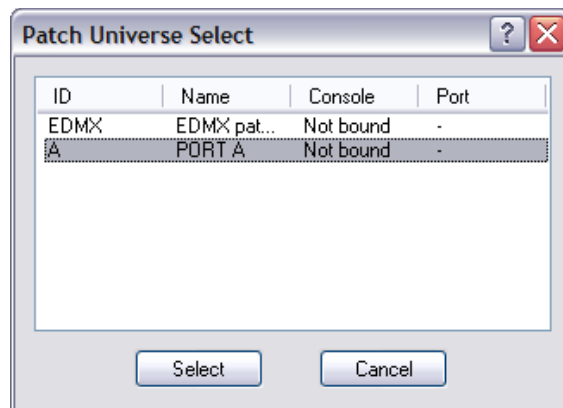 Patch Universe Select
ID Name Console Port
EDMX EDMX pat... Not bound -
A PORT A Not bound -
Select Cancel